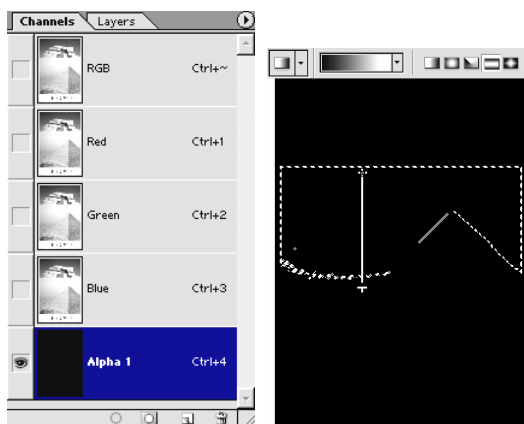 Channels Layers
RGB Ctrl+~
Red Ctrl+1
Green Ctrl+2
Blue Ctrl+3
Alpha 1 Ctrl+4